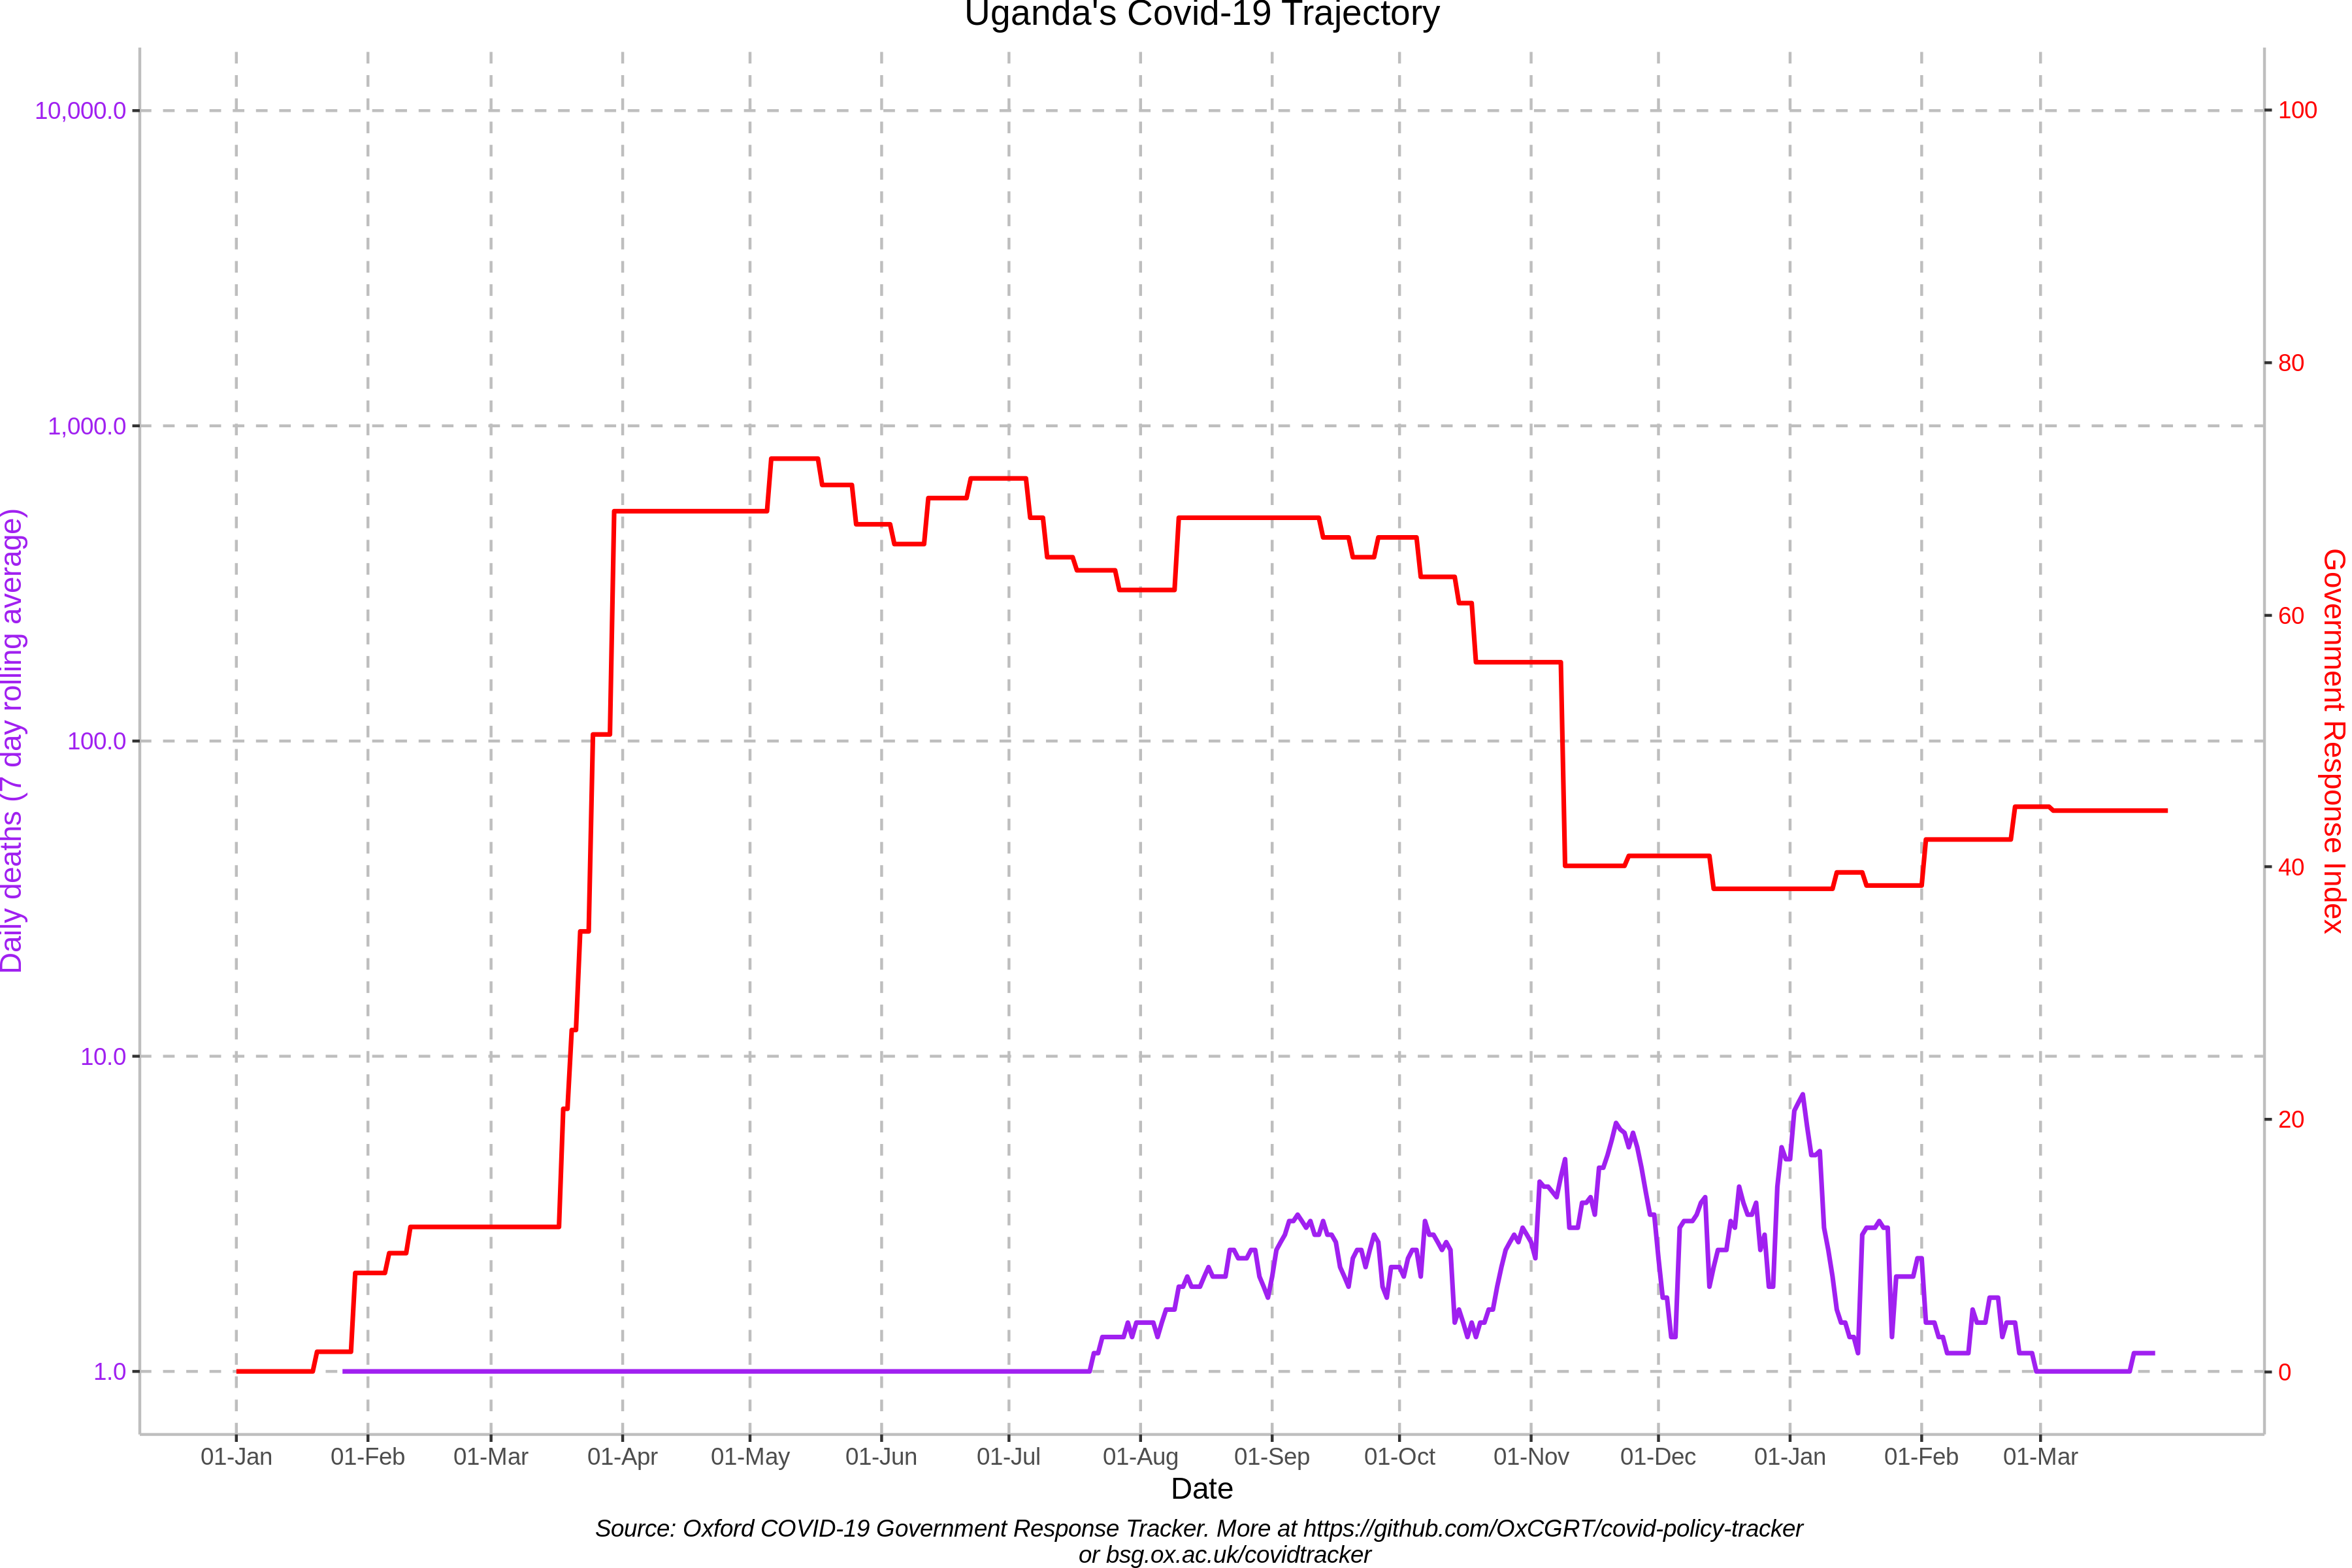 Uganda's Covid-19 Trajectory
10,000.0
1,000.0
100.0
10.0
1.0
Daily deaths (7 day rolling average)
100
80
60
40
20
0
Government Response Index
01-Jan 01-Feb 01-Mar 01-Apr 01-May 01-Jun 01-Jul 01-Aug 01-Sep 01-Oct 01-Nov 01-Dec 01-Jan 01-Feb 01-Mar
Date
Source: Oxford COVID-19 Government Response Tracker. More at https://github.com/OxCGRT/covid-policy-tracker
or bsg.ox.ac.uk/covidtracker